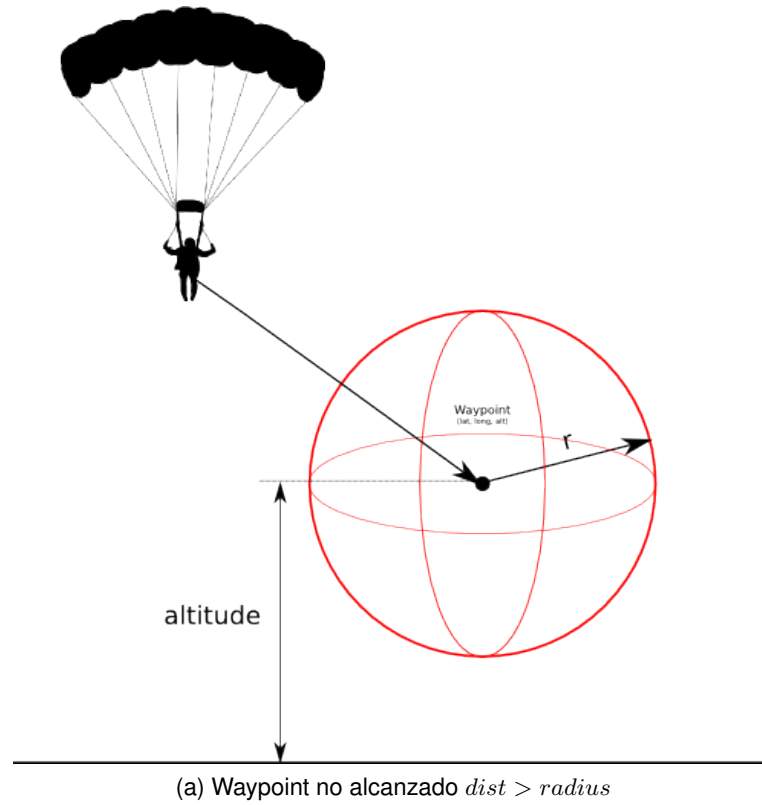 Waypoint
(lat, long, alt)
r
altitude
(a) Waypoint no alcanzado dist > radius